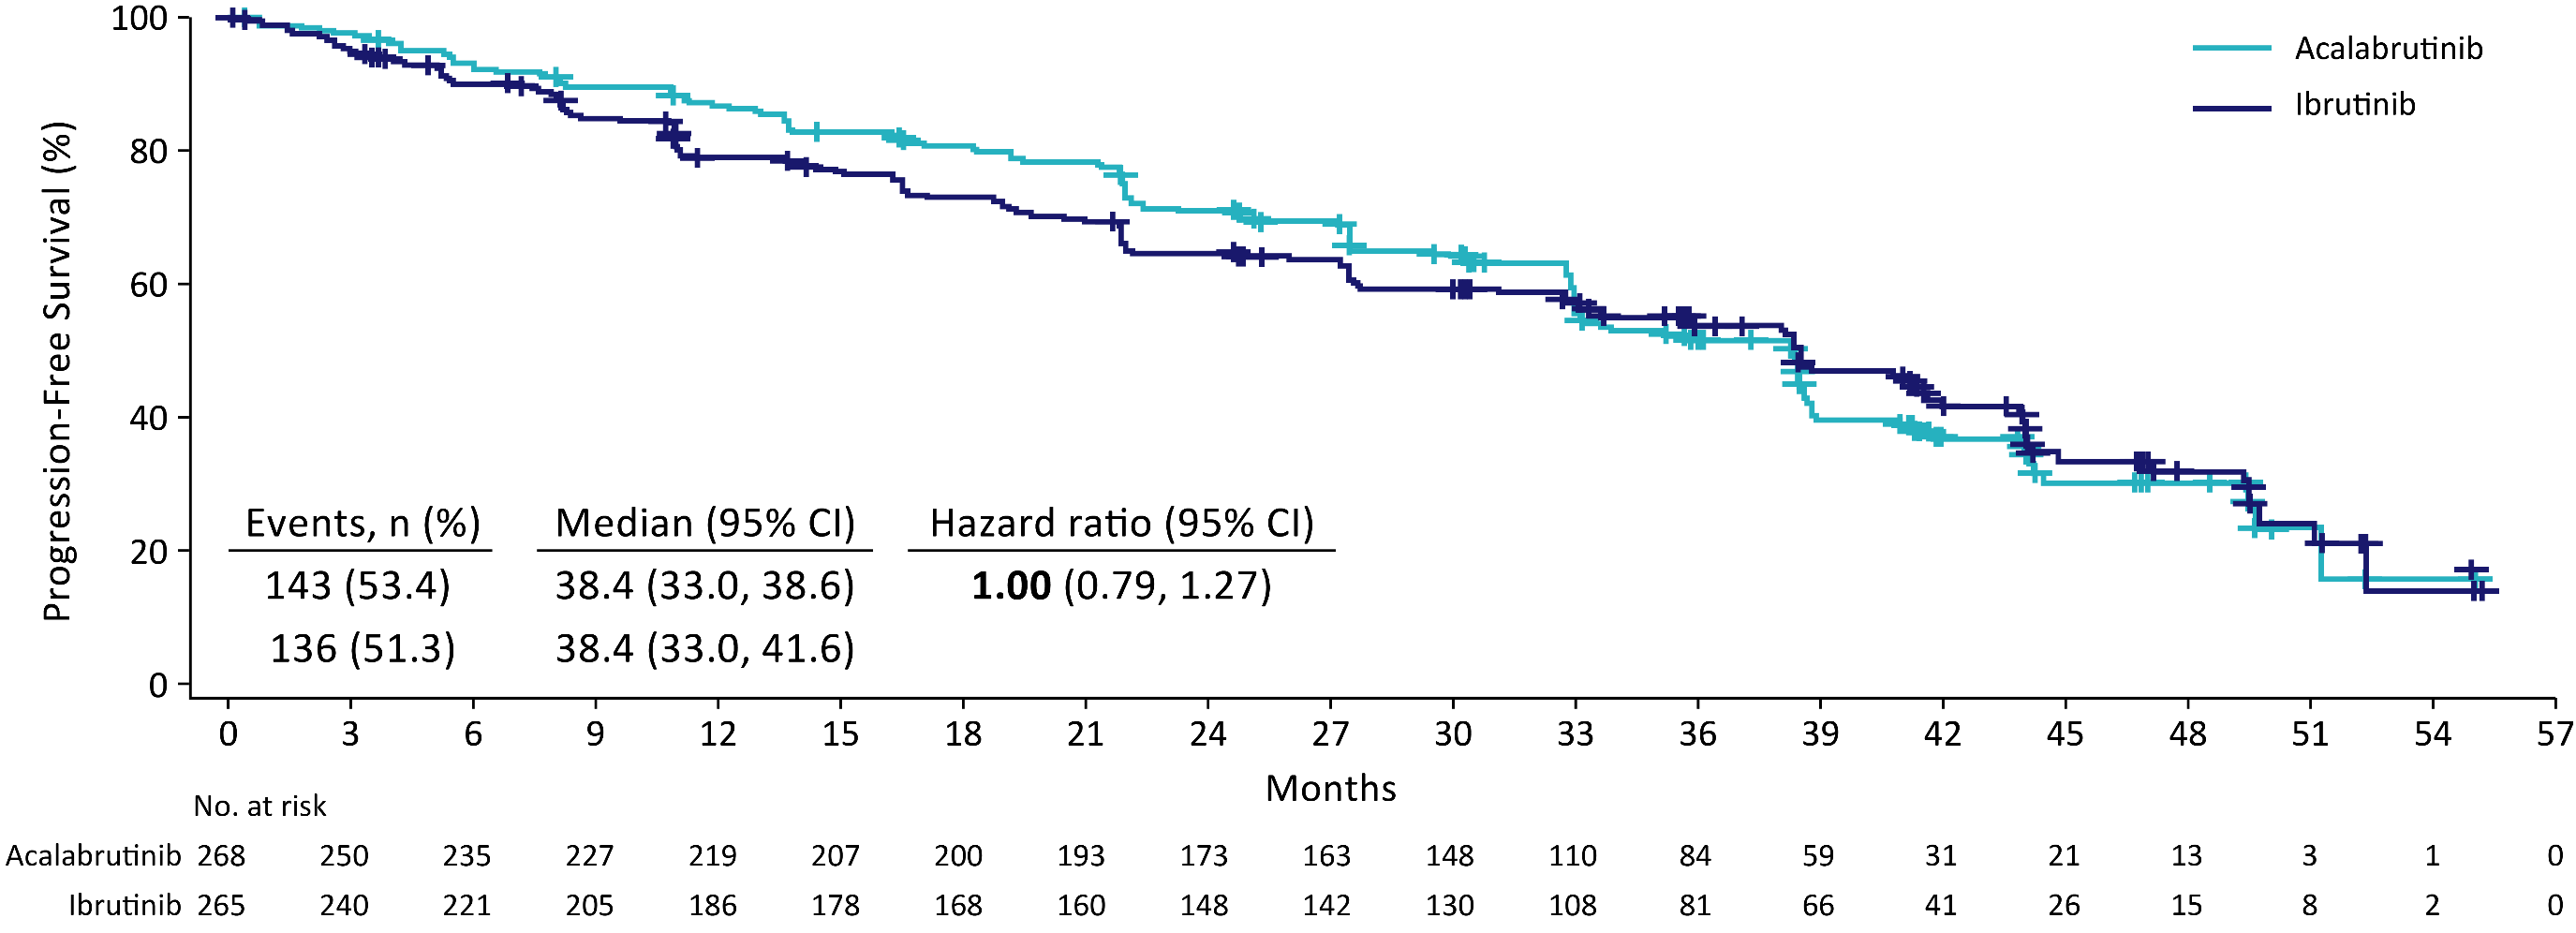 Progression-Free Survival (%)
100
80
60
40
20
0
Acalabrutinib
Ibrutinib
Events, n (%) Median (95% CI) Hazard ratio (95% CI)
143 (53.4) 38.4 (33.0, 38.6) 1.00 (0.79, 1.27)
136 (51.3) 38.4 (33.0, 41.6)
0 3 6 9 12 15 18 21 24 27 30 33 36 39 42 45 48 51 54 57
Months
No. at risk
Acalabrutinib 268 250 235 227 219 207 200 193 173 163 148 110 84 59 31 21 13 3 1 0
Ibrutinib 265 240 221 205 186 178 168 160 148 142 130 108 81 66 41 26 15 8 2 0